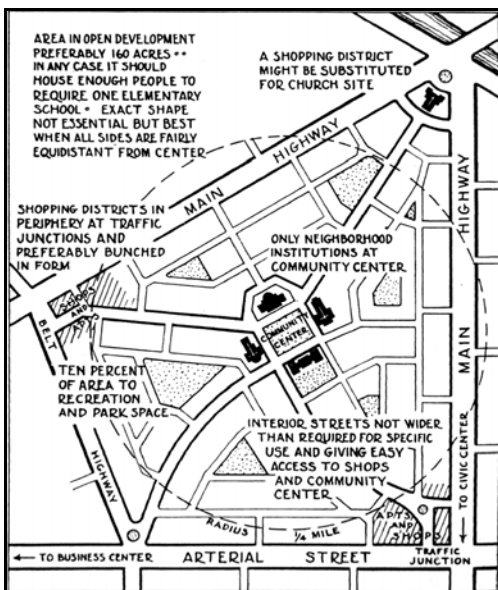 AREA IN OPEN DEVELOPMENT
PREFERABLY 160 ACRES **
IN ANY CASE IT SHOULD
HOUSE ENOUGH PEOPLE TO
REQUIRE ONE ELEMENTARY
SCHOOL * EXACT SHAPE
NOT ESSENTIAL BUT BEST
WHEN ALL SIDES ARE FAIRLY
EQUIDISTANT FROM CENTER
A SHOPPING DISTRICT
MIGHT BE SUBSTITUTED
FOR CHURCH SITE
MAIN HIGHWAY
SHOPPING DISTRICTS IN
PERIPHERY AT TRAFFIC
JUNCTIONS AND
PREFERABLY BUNCHED
IN FORM
ONLY NEIGHBORHOOD
INSTITUTIONS AT
COMMUNITY CENTER
HIGHWAY
MAIN
SHOPS
AND
APTS
BELT
HIGHWAY
COMMUNITY
CENTER
TEN PERCENT
OF AREA TO
RECREATION
AND PARK SPACE
INTERIOR STREETS NOT WIDER
THAN REQUIRED FOR SPECIFIC
USE AND GIVING EASY
ACCESS TO SHOPS
AND COMMUNITY
CENTER
→ TO CIVIC CENTER
RADIUS 1/4 MILE
APTS
AND
SHOPS
← TO BUSINESS CENTER
ARTERIAL STREET
TRAFFIC
JUNCTION